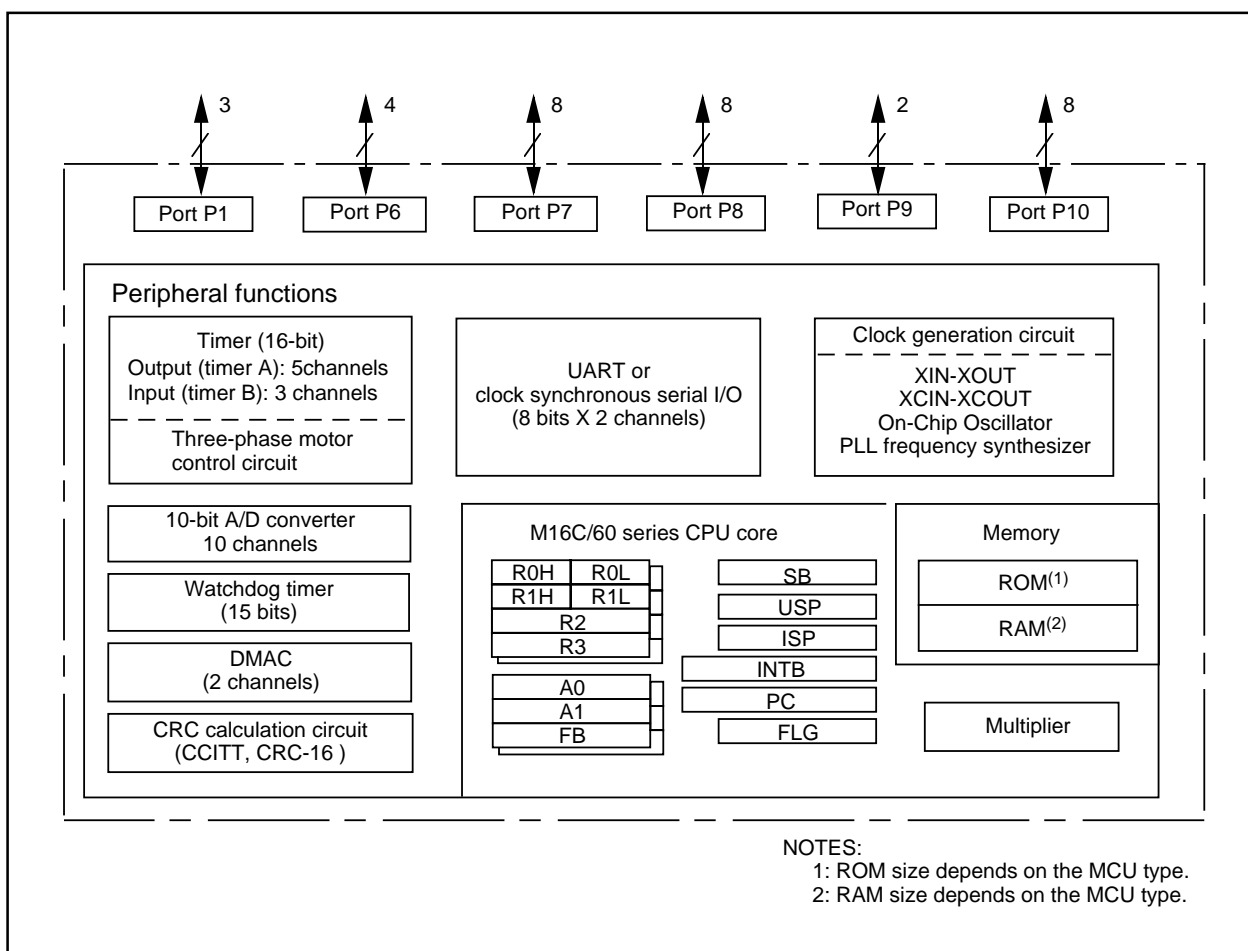 3
4
8
8
2
8
Port P1
Port P6
Port P7
Port P8
Port P9
Port P10
Peripheral functions
Timer (16-bit)
Output (timer A): 5channels
Input (timer B): 3 channels
Three-phase motor
control circuit
UART or
clock synchronous serial I/O
(8 bits X 2 channels)
Clock generation circuit
XIN-XOUT
XCIN-XCOUT
On-Chip Oscillator
PLL frequency synthesizer
10-bit A/D converter
10 channels
Watchdog timer
(15 bits)
DMAC
(2 channels)
CRC calculation circuit
(CCITT, CRC-16 )
M16C/60 series CPU core
R0H
R0L
R1H
R1L
R2
R3
A0
A1
FB
SB
USP
ISP
INTB
PC
FLG
Memory
ROM(1)
RAM(2)
Multiplier
NOTES:
1: ROM size depends on the MCU type.
2: RAM size depends on the MCU type.